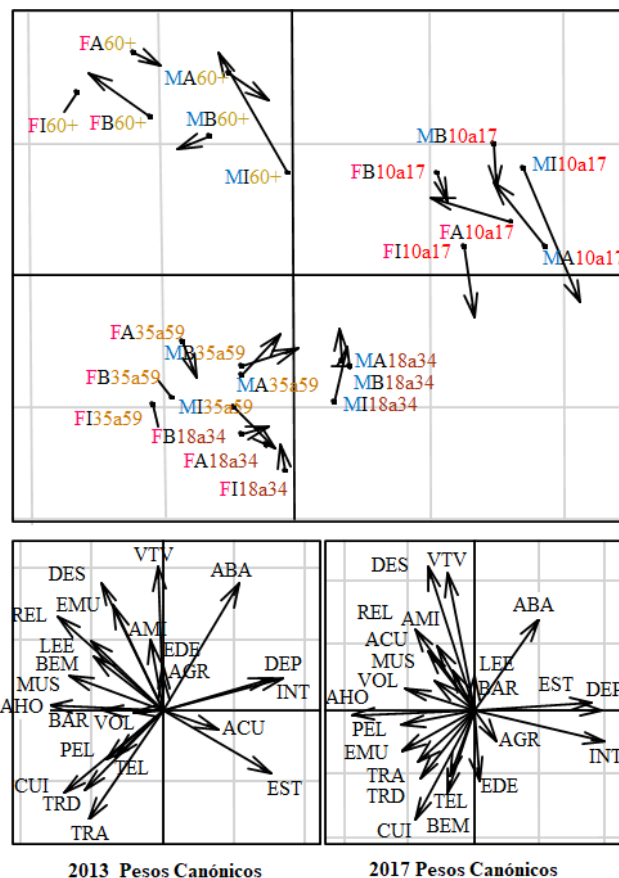 FA60+
MA60+
FI60+
FB60+
MB60+
MI60+
MB10a17
MI10a17
FB10a17
FA10a17
FI10a17
MA10a17
FA35a59
MB35a59
MA18a34
FB35a59
MA35a59
MB18a34
FI35a59
MI35a59
MI18a34
FB18a34
FA18a34
FI18a34
VTV
DES
ABA
REL
EMU
AMI
LEE
EDE
BEM
AGR
MUS
DEP
INT
AHO
BAR
VOL
ACU
PEL
TEL
CUI
TRD
EST
TRA
2013 Pesos Canónicos
DES
VTV
REL
AMI
ABA
ACU
MUS
LEE
VOL
BAR
EST
DEP
AHO
PEL
AGR
INT
EMU
TRA
TRD
TEL
EDE
CUI
BEM
2017 Pesos Canónicos